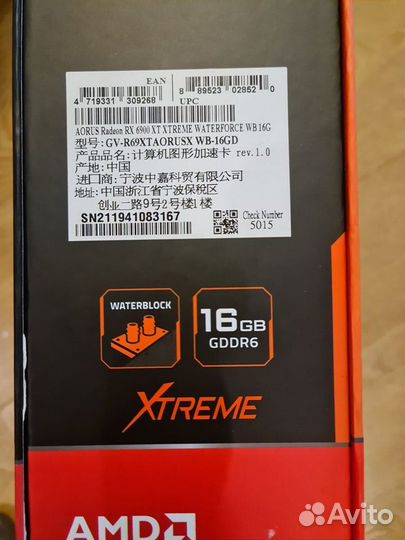 EAN
4 719331 309268
8 89523 02852 0
UPC
AORUS Radeon RX 6900 XT XTREME WATERFORCE WB 16G
型号: GV-R69XTAORUSX WB-16GD
产品品名: 计算机图形加速卡 rev.1.0
产地: 中国
进口商: 宁波中嘉科贸有限公司
地址: 中国浙江省宁波保税区
创业二路9号2号楼1楼
SN211941083167
Check Number
5015
WATERBLOCK
16GB
GDDR6
XTREME
AMD
Avito